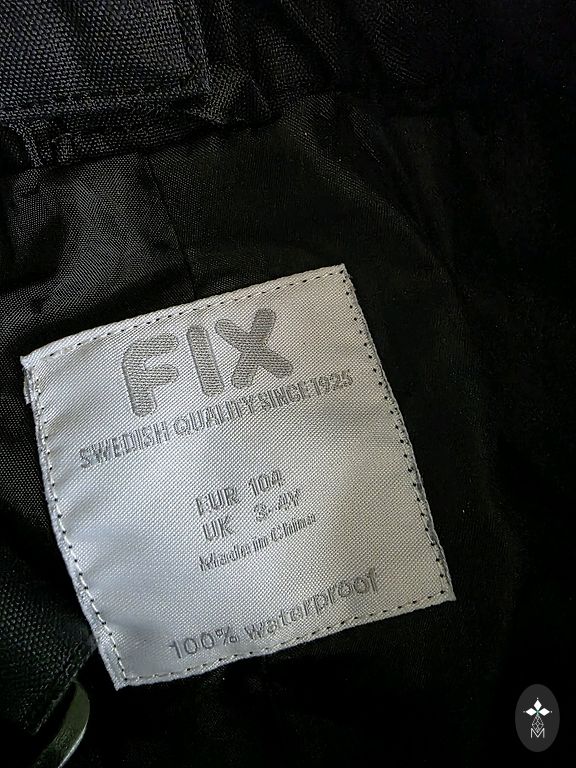 FIX
SWEDISH QUALITY SINCE 1925
EUR 104
UK 3-4Y
Made in China
100% waterproof
M